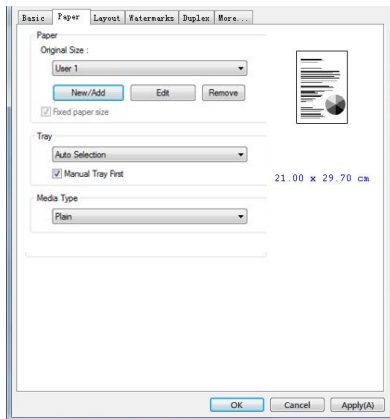 Basic Paper Layout Watermarks Duplex More...
Paper
Original Size :
User 1
New/Add Edit Remove
Fixed paper size
Tray
Auto Selection
Manual Tray First
21.00 x 29.70 cm
Media Type
Plain
OK Cancel Apply(A)